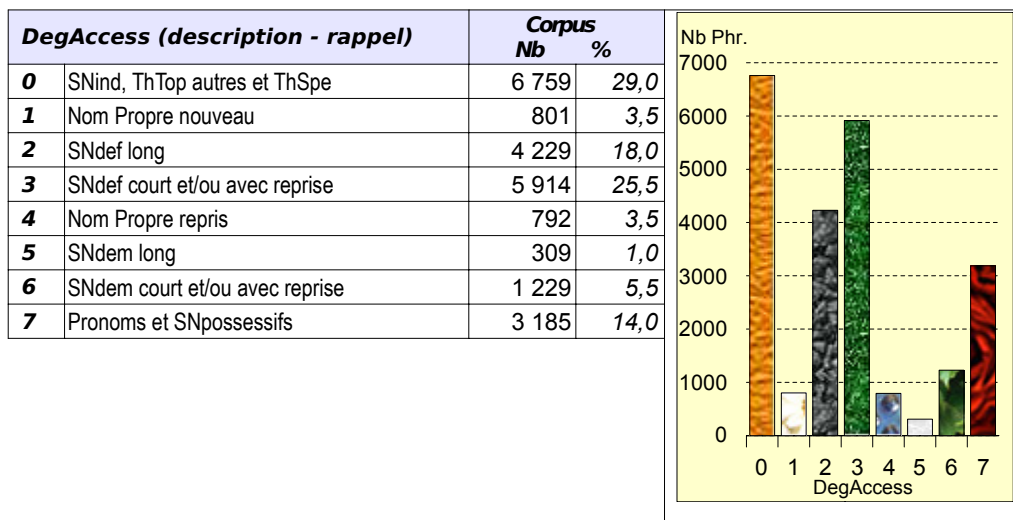 DegAccess (description - rappel) Corpus
Nb %
0 SNind, ThTop autres et ThSpe 6 759 29,0
1 Nom Propre nouveau 801 3,5
2 SNdef long 4 229 18,0
3 SNdef court et/ou avec reprise 5 914 25,5
4 Nom Propre repris 792 3,5
5 SNdem long 309 1,0
6 SNdem court et/ou avec reprise 1 229 5,5
7 Pronoms et SNpossessifs 3 185 14,0
Nb Phr.
7000
6000
5000
4000
3000
2000
1000
0
0 1 2 3 4 5 6 7
DegAccess